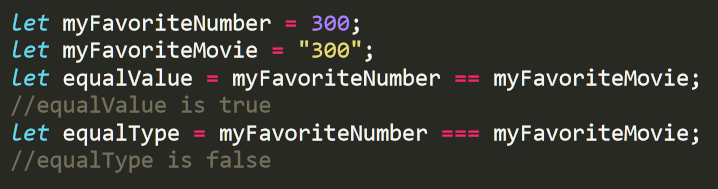 let myFavoriteNumber = 300;
let myFavoriteMovie = "300";
let equalValue = myFavoriteNumber == myFavoriteMovie;
//equalValue is true
let equalType = myFavoriteNumber === myFavoriteMovie;
//equalType is false